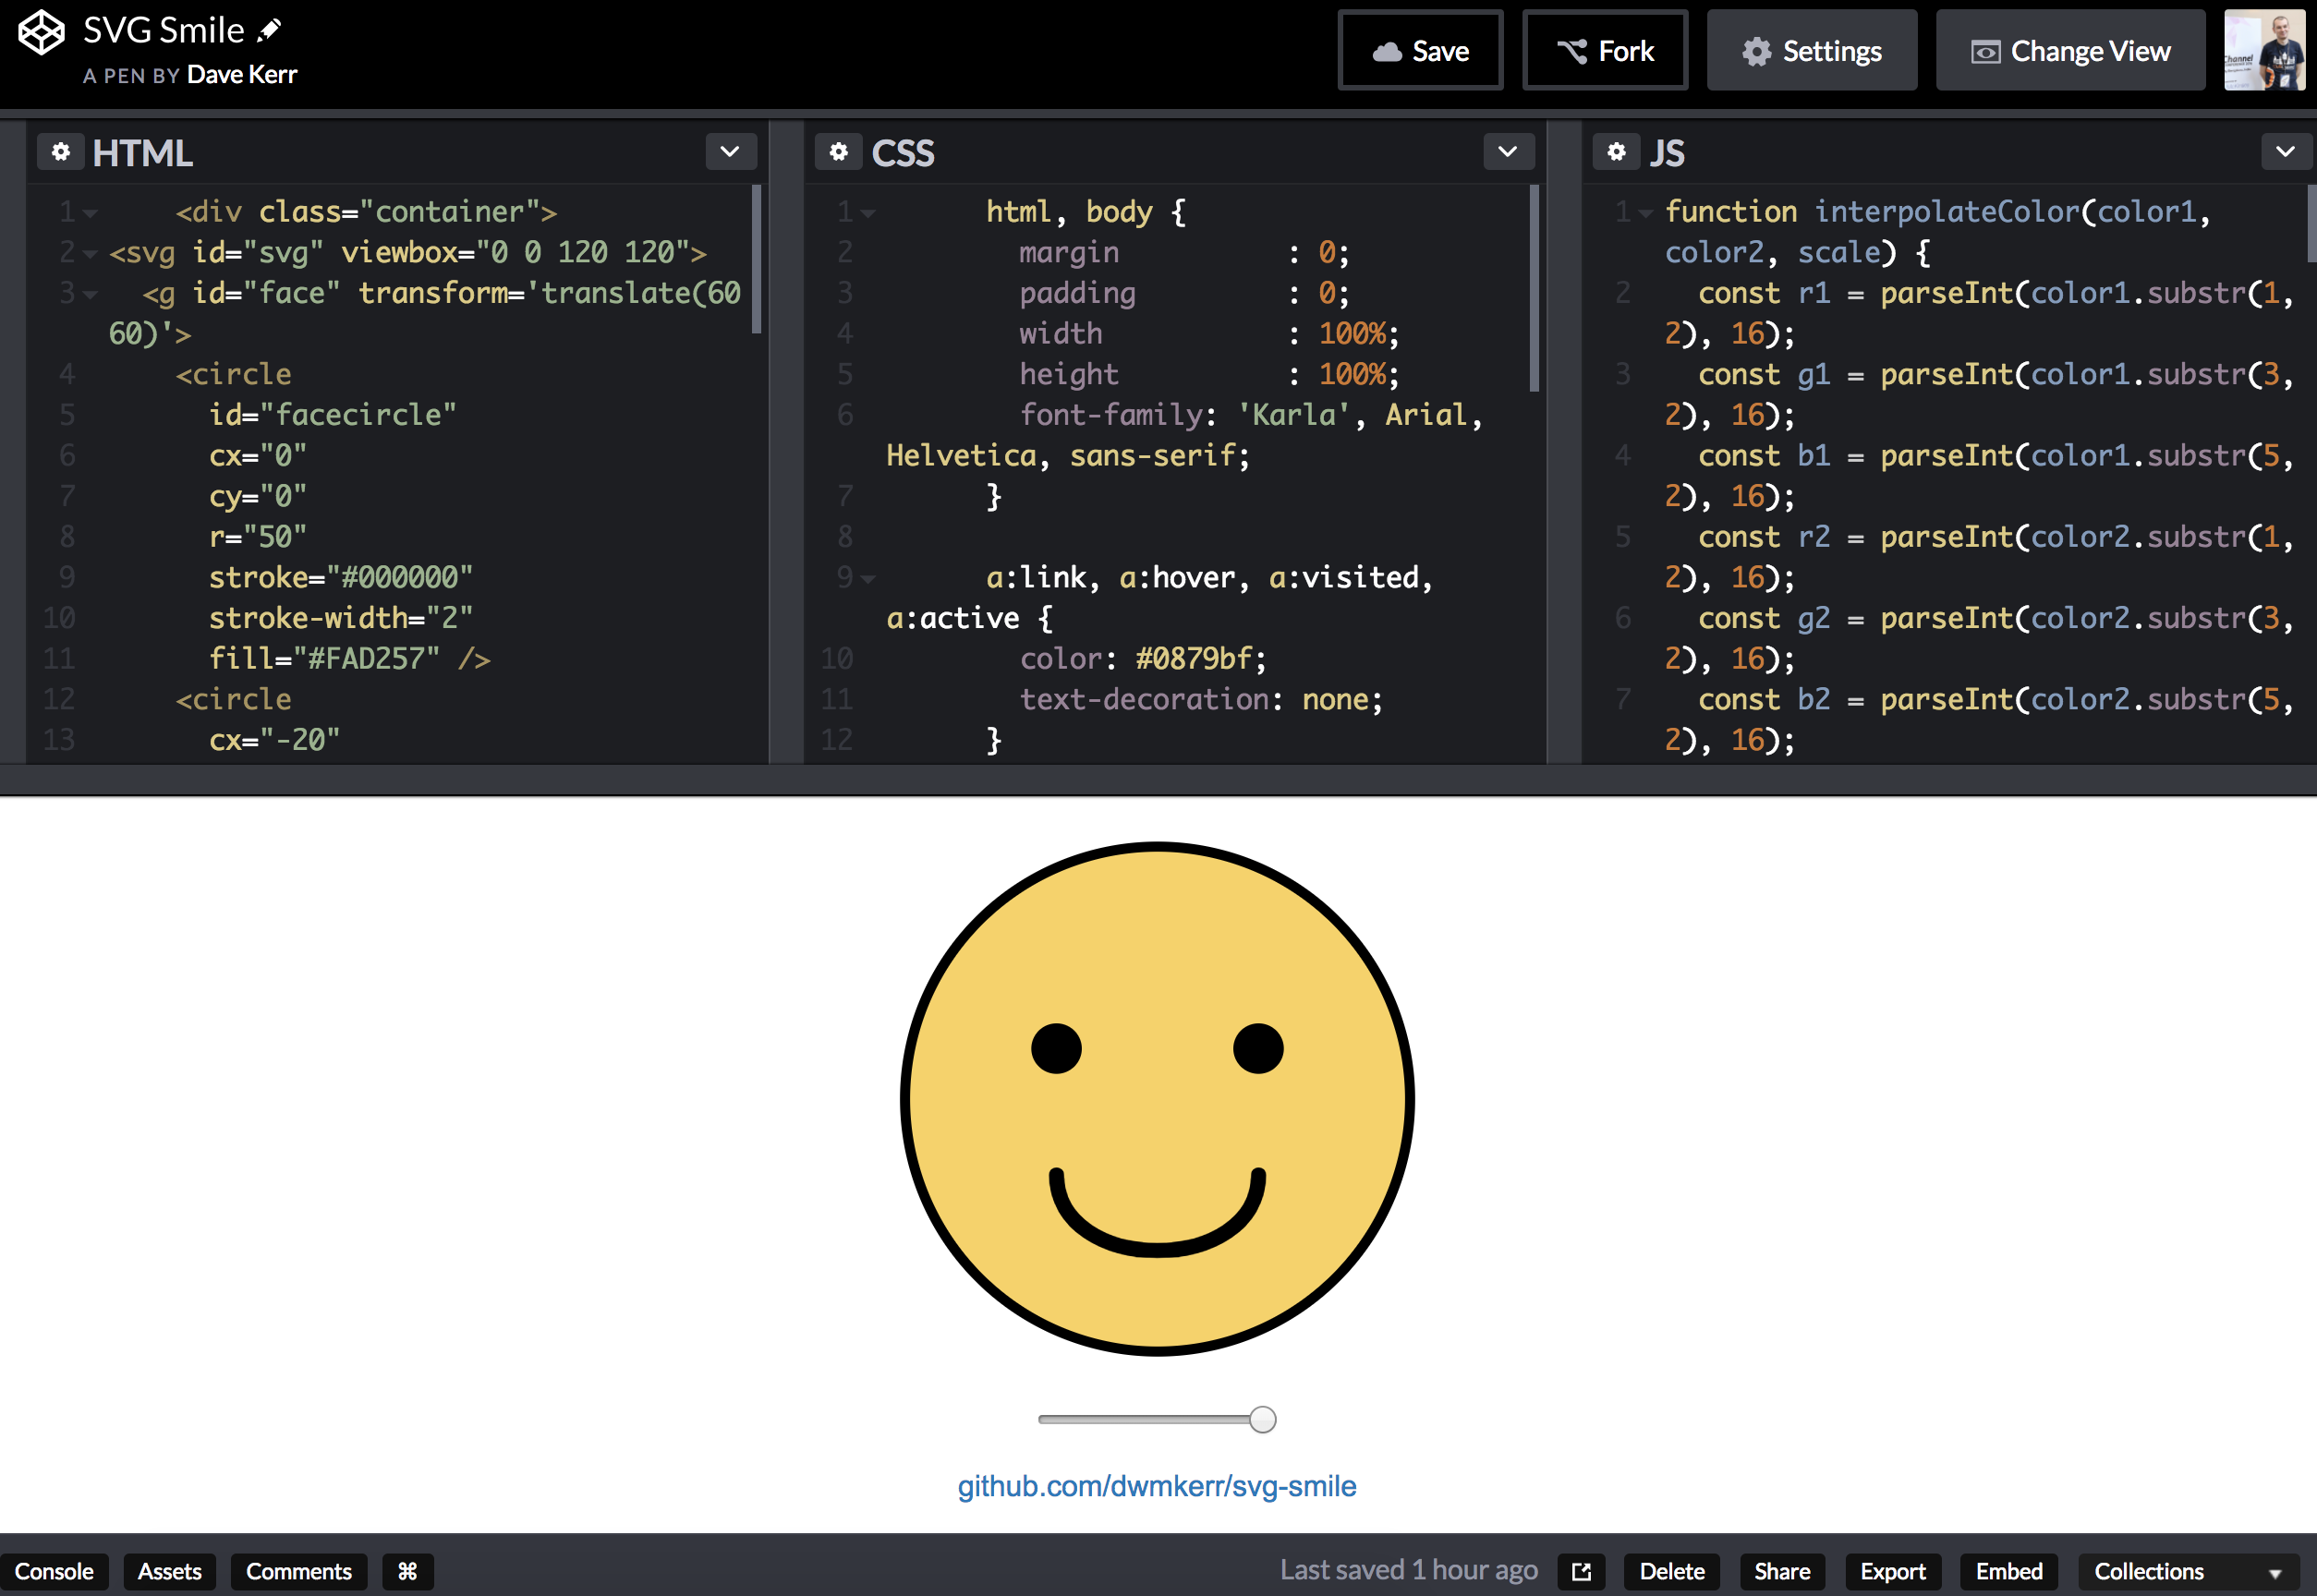 SVG Smile
A PEN BY Dave Kerr
Save
Fork
Settings
Change View
Channel
HTML
1 <div class="container">
2 <svg id="svg" viewbox="0 0 120 120">
3 <g id="face" transform='translate(60
60)'>
4 <circle
5 id="facecircle"
6 cx="0"
7 cy="0"
8 r="50"
9 stroke="#000000"
10 stroke-width="2"
11 fill="#FAD257" />
12 <circle
13 cx="-20"
CSS
1 html, body {
2 margin : 0;
3 padding : 0;
4 width : 100%;
5 height : 100%;
6 font-family: 'Karla', Arial,
Helvetica, sans-serif;
7 }
8
9 a:link, a:hover, a:visited,
a:active {
10 color: #0879bf;
11 text-decoration: none;
12 }
JS
1 function interpolateColor(color1,
color2, scale) {
2 const r1 = parseInt(color1.substr(1,
2), 16);
3 const g1 = parseInt(color1.substr(3,
2), 16);
4 const b1 = parseInt(color1.substr(5,
2), 16);
5 const r2 = parseInt(color2.substr(1,
2), 16);
6 const g2 = parseInt(color2.substr(3,
2), 16);
7 const b2 = parseInt(color2.substr(5,
2), 16);
github.com/dwmkerr/svg-smile
Console
Assets
Comments
⌘
Last saved 1 hour ago
Delete
Share
Export
Embed
Collections